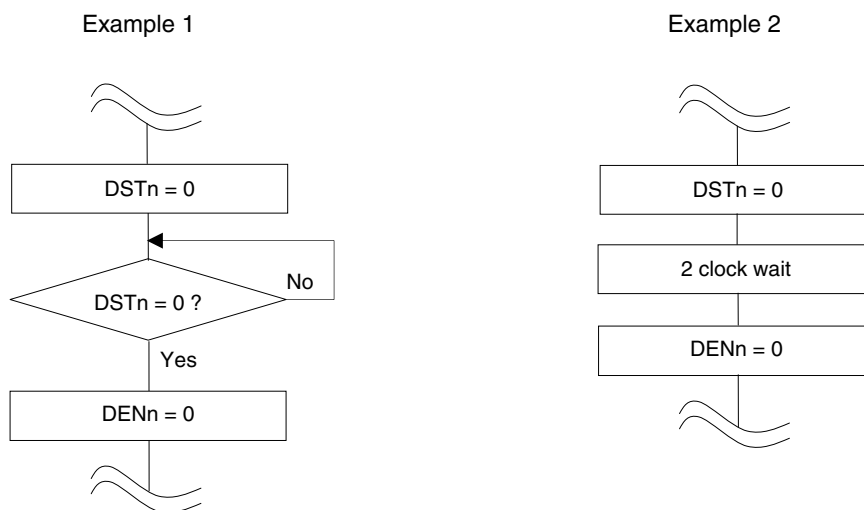 Example 1
DSTn = 0
DSTn = 0 ?
No
Yes
DENn = 0
Example 2
DSTn = 0
2 clock wait
DENn = 0